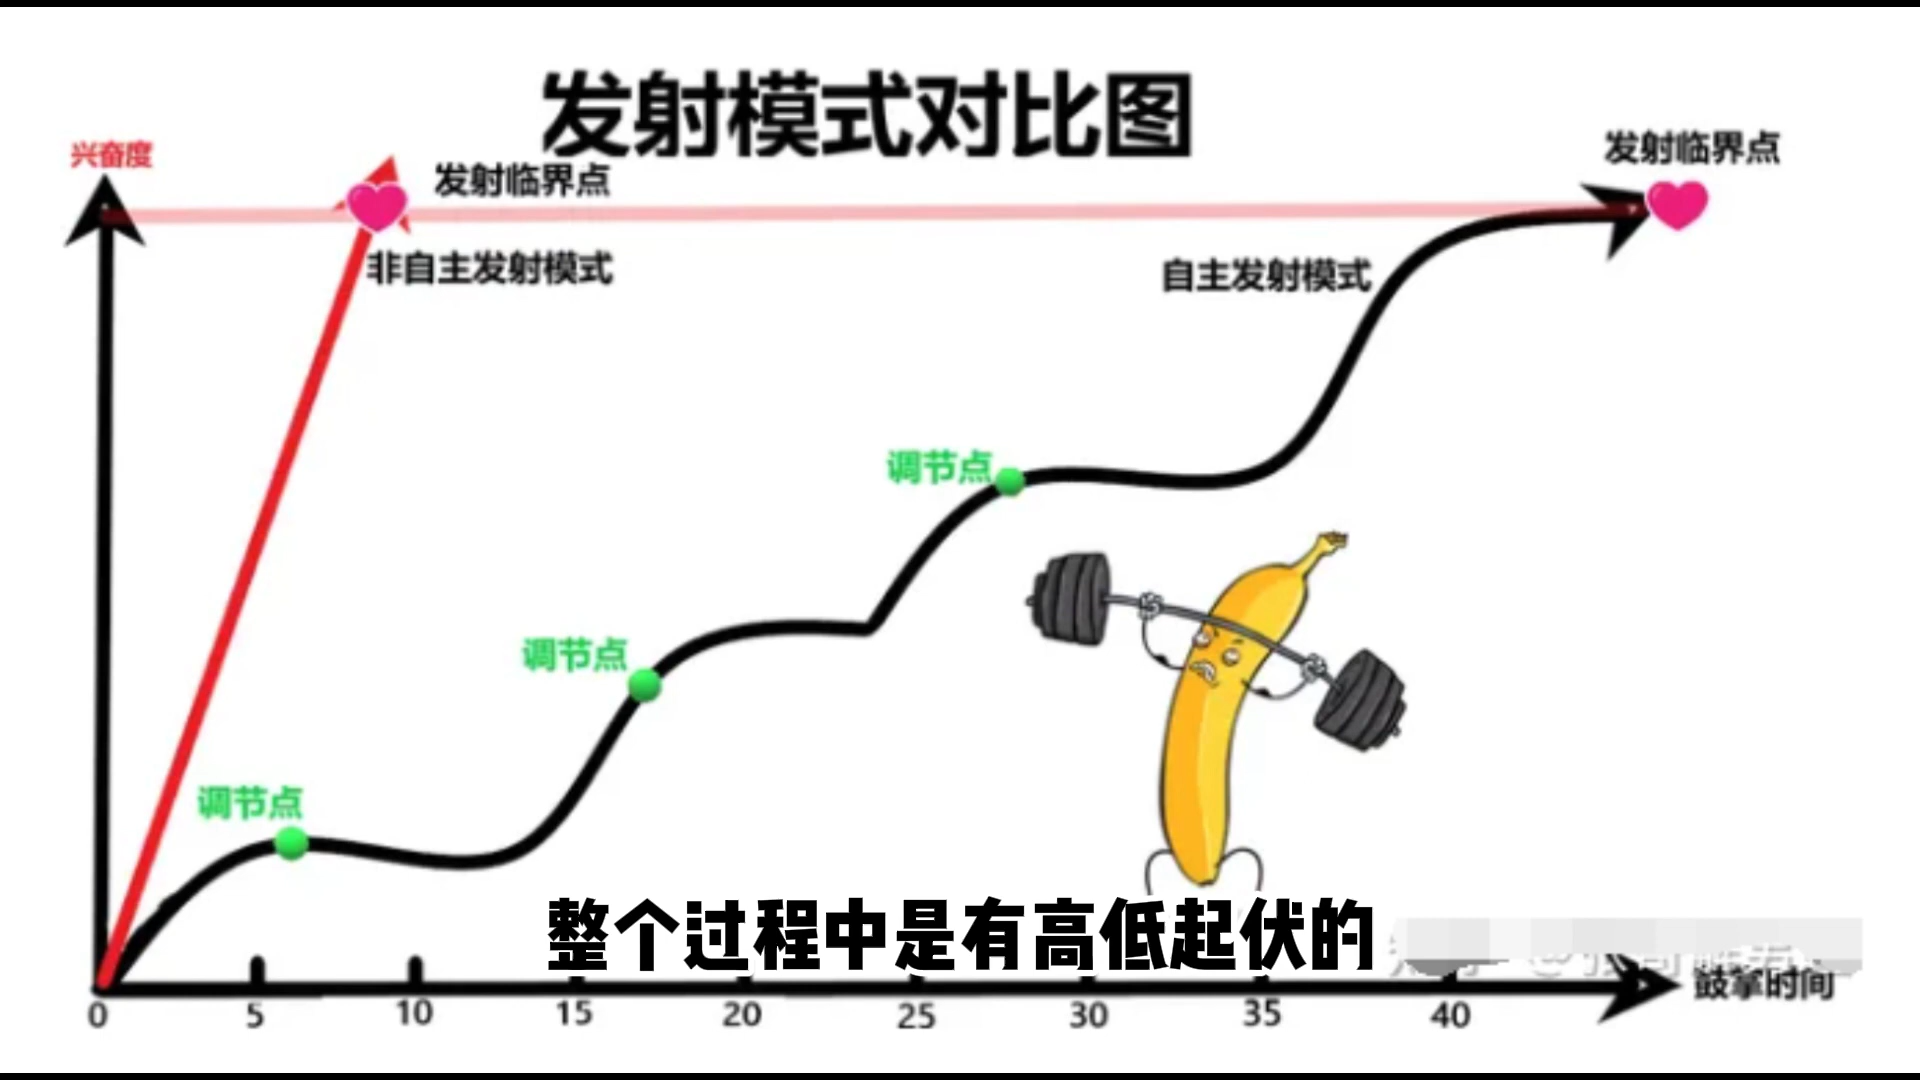 发射模式对比图
兴奋度
发射临界点
发射临界点
非自主发射模式
自主发射模式
调节点
调节点
调节点
整个过程中是有高低起伏的
鼓掌时间
0 5 10 15 20 25 30 35 40